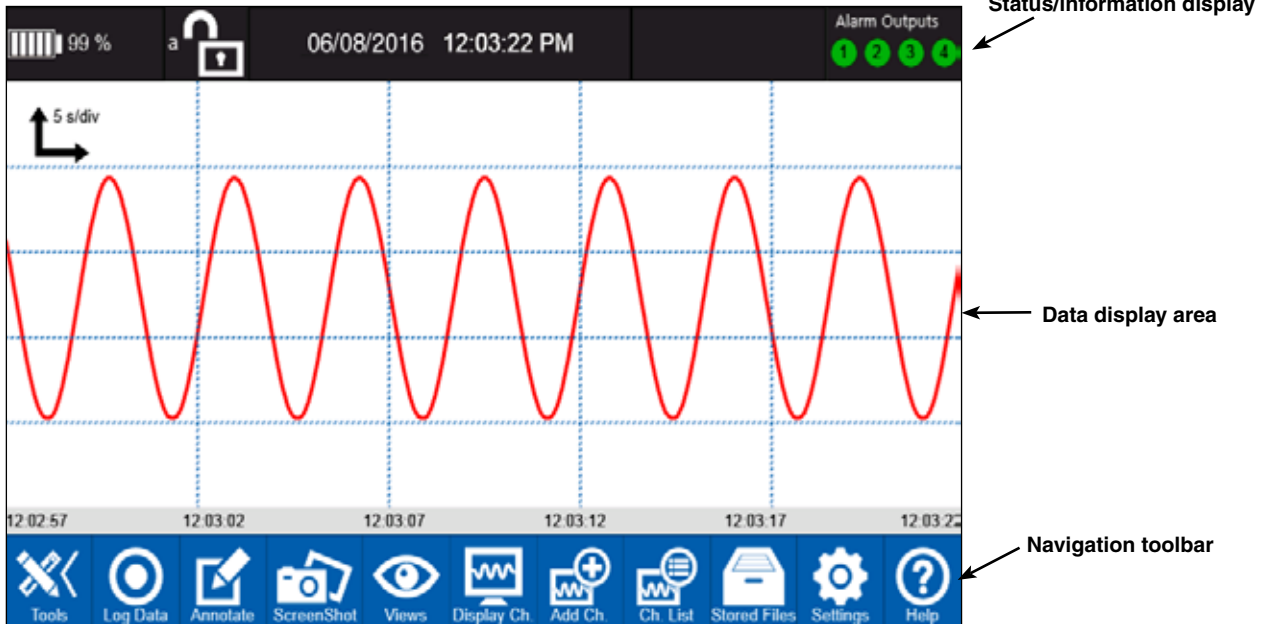 Status/Information display
99 %
a
06/08/2016 12:03:22 PM
Alarm Outputs
1 2 3 4
5 s/div
Data display area
12:02:57 12:03:02 12:03:07 12:03:12 12:03:17 12:03:22
Navigation toolbar
Tools Log Data Annotate ScreenShot Views Display Ch. Add Ch. Ch. List Stored Files Settings Help